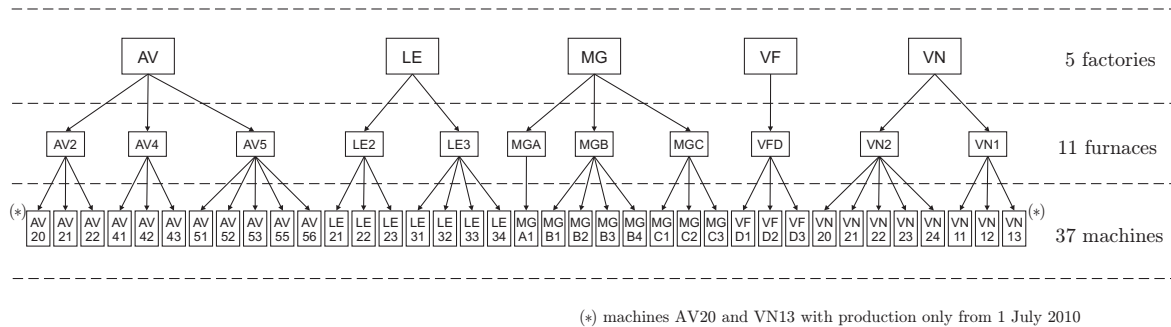 AV LE MG VF VN 5 factories
AV2 AV4 AV5 LE2 LE3 MGA MGB MGC VFD VN2 VN1 11 furnaces
(*) AV 20 AV 21 AV 22 AV 41 AV 42 AV 43 AV 51 AV 52 AV 53 AV 55 AV 56 LE 21 LE 22 LE 23 LE 31 LE 32 LE 33 LE 34 MG A1 MG B1 MG B2 MG B3 MG B4 MG C1 MG C2 MG C3 VF D1 VF D2 VF D3 VN 20 VN 21 VN 22 VN 23 VN 24 VN 11 VN 12 VN 13 (*) 37 machines
(*) machines AV20 and VN13 with production only from 1 July 2010